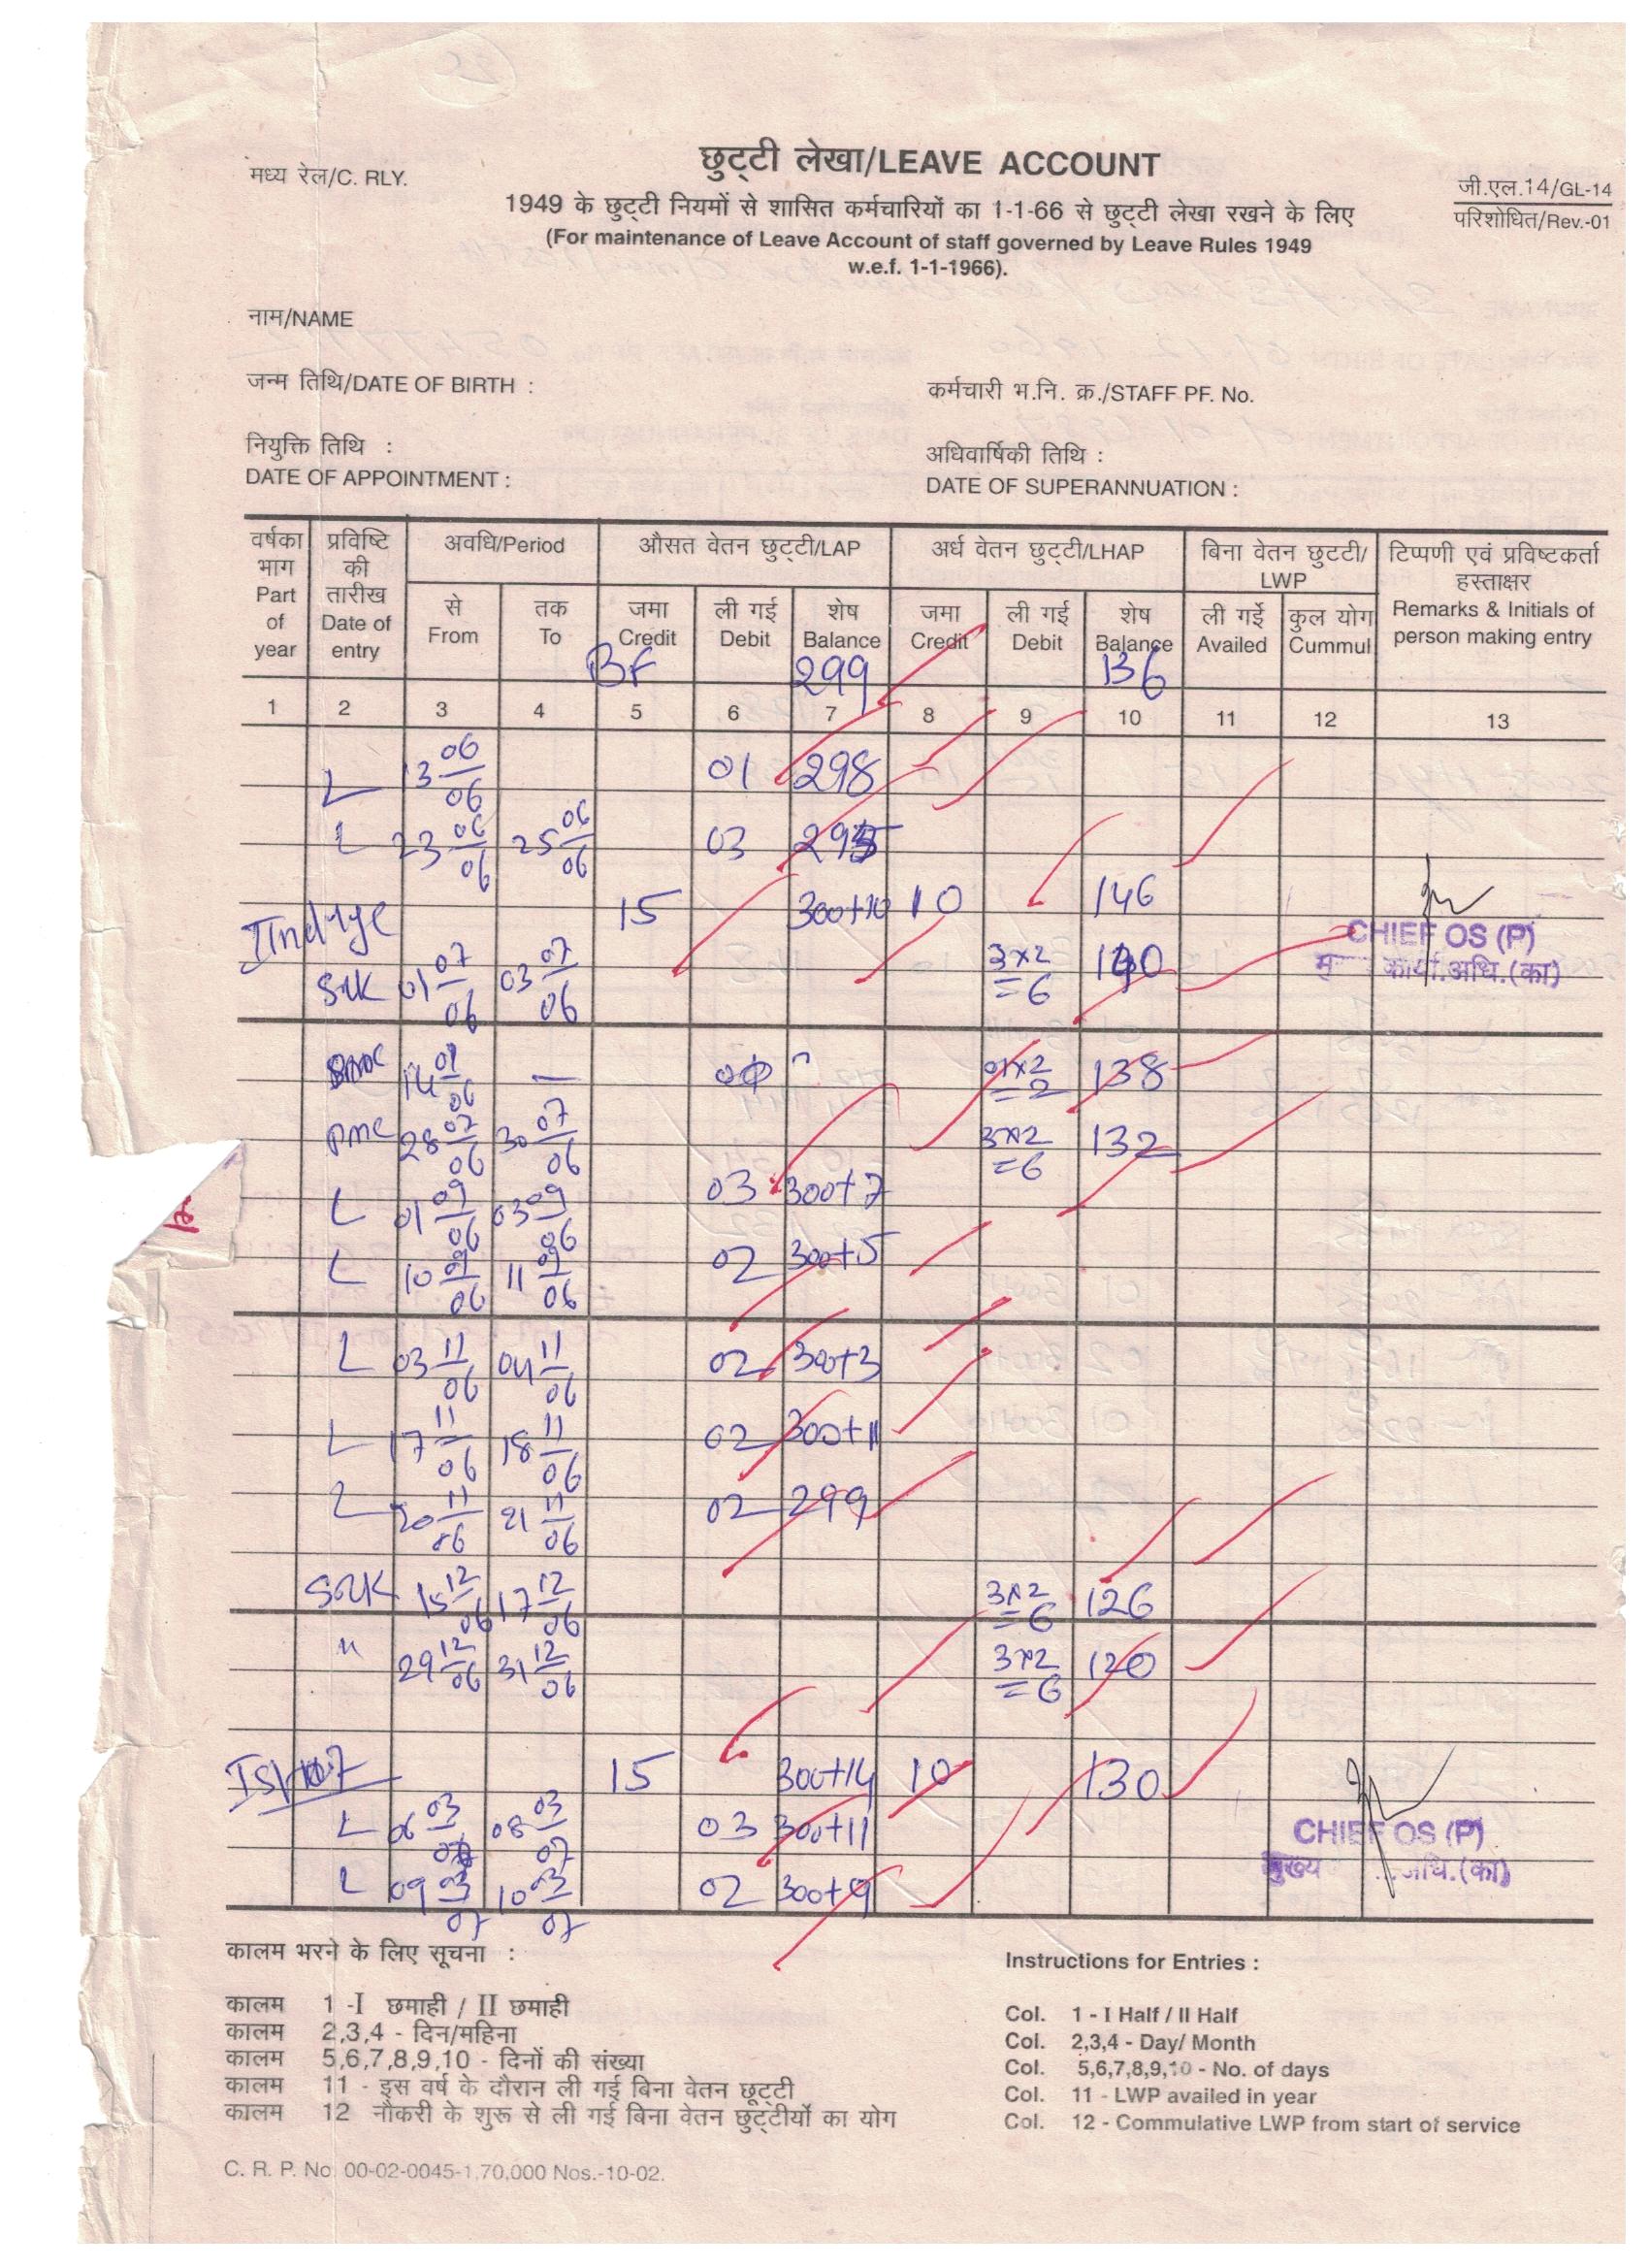 मध्य रेल/C. RLY.
छुट्टी लेखा/LEAVE ACCOUNT
जी.एल.14/GL-14
परिशोधित/Rev.-01
1949 के छुट्टी नियमों से शासित कर्मचारियों का 1-1-66 से छुट्टी लेखा रखने के लिए
(For maintenance of Leave Account of staff governed by Leave Rules 1949
w.e.f. 1-1-1966).
नाम/NAME
जन्म तिथि/DATE OF BIRTH :
कर्मचारी भ.नि. क्र./STAFF PF. No.
नियुक्ति तिथि :
DATE OF APPOINTMENT :
अधिवार्षिकी तिथि :
DATE OF SUPERANNUATION :
वर्षका भाग Part of year | प्रविष्टि की तारीख Date of entry | अवधि/Period | औसत वेतन छुट्टी/LAP | अर्ध वेतन छुट्टी/LHAP | बिना वेतन छुटटी/ LWP | टिप्पणी एवं प्रविष्टकर्ता हस्ताक्षर Remarks & Initials of person making entry
से From | तक To | जमा Credit | ली गई Debit | शेष Balance | जमा Credit | ली गई Debit | शेष Balance | ली गई Availed | कुल योग Cummul
BF 299 136
1 2 3 4 5 6 7 8 9 10 11 12 13
L 13 06/06 01 298
L 23 06/06 25 06/06 03 295
IInd 15 300+10 10 146
CHIEF OS (P)
कार्या.अधि.(का)
Sick 01 07/06 03 07/06 3x2 =6 140
14 07/06 — 01x2 =2 138
PMC 28 07/06 30 07/06 3x2 =6 132
L 01 09/06 03 09/06 03 300+7
L 10 09/06 11 09/06 02 300+5
L 03 11/06 04 11/06 02 300+3
L 17 11/06 18 11/06 02 300+1
L 20 11/06 21 11/06 02 299
Sick 15 12/06 17 12/06 3x2 =6 126
" 29 12/06 31 12/06 3x2 =6 120
Ist 07 15 300+14 10 130
L 06 03/07 08 03/07 03 300+11
CHIEF OS (P)
मुख्य अधि.(का)
L 09 03/07 10 03/07 02 300+9
कालम भरने के लिए सूचना :
Instructions for Entries :
कालम 1 -I छमाही / II छमाही
Col. 1 - I Half / II Half
कालम 2,3,4 - दिन/महिना
Col. 2,3,4 - Day/ Month
कालम 5,6,7,8,9,10 - दिनों की संख्या
Col. 5,6,7,8,9,10 - No. of days
कालम 11 - इस वर्ष के दौरान ली गई बिना वेतन छूट्टी
Col. 11 - LWP availed in year
कालम 12 नौकरी के शुरू से ली गई बिना वेतन छुट्टीयों का योग
Col. 12 - Commulative LWP from start of service
C. R. P. No. 00-02-0045-1,70,000 Nos.-10-02.